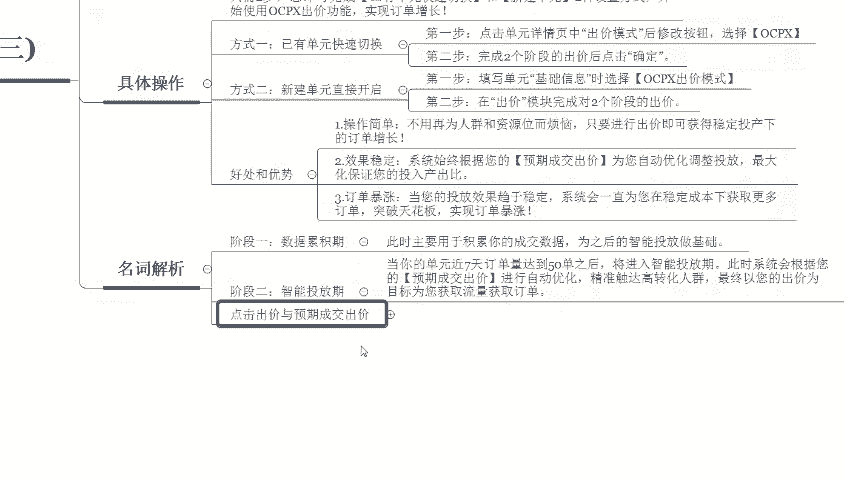 始使用OCPX出价功能，实现订单增长！
三)
具体操作
方式一：已有单元快速切换
第一步：点击单元详情页中“出价模式”后修改按钮，选择【OCPX】
第二步：完成2个阶段的出价后点击“确定”。
方式二：新建单元直接开启
第一步：填写单元“基础信息”时选择【OCPX出价模式】
第二步：在“出价”模块完成对2个阶段的出价。
好处和优势
1.操作简单：不用再为人群和资源位而烦恼，只要进行出价即可获得稳定投产下
的订单增长！
2.效果稳定：系统始终根据您的【预期成交出价】为您自动优化调整投放，最大
化保证您的投入产出比。
3.订单暴涨：当您的投放效果趋于稳定，系统会一直为您在稳定成本下获取更多
订单，突破天花板，实现订单暴涨！
名词解析
阶段一：数据累积期
此时主要用于积累你的成交数据，为之后的智能投放做基础。
阶段二：智能投放期
当你的单元近7天订单量达到50单之后，将进入智能投放期。此时系统会根据您
的【预期成交出价】进行自动优化，精准触达高转化人群，最终以您的出价为
目标为您获取流量获取订单。
点击出价与预期成交出价